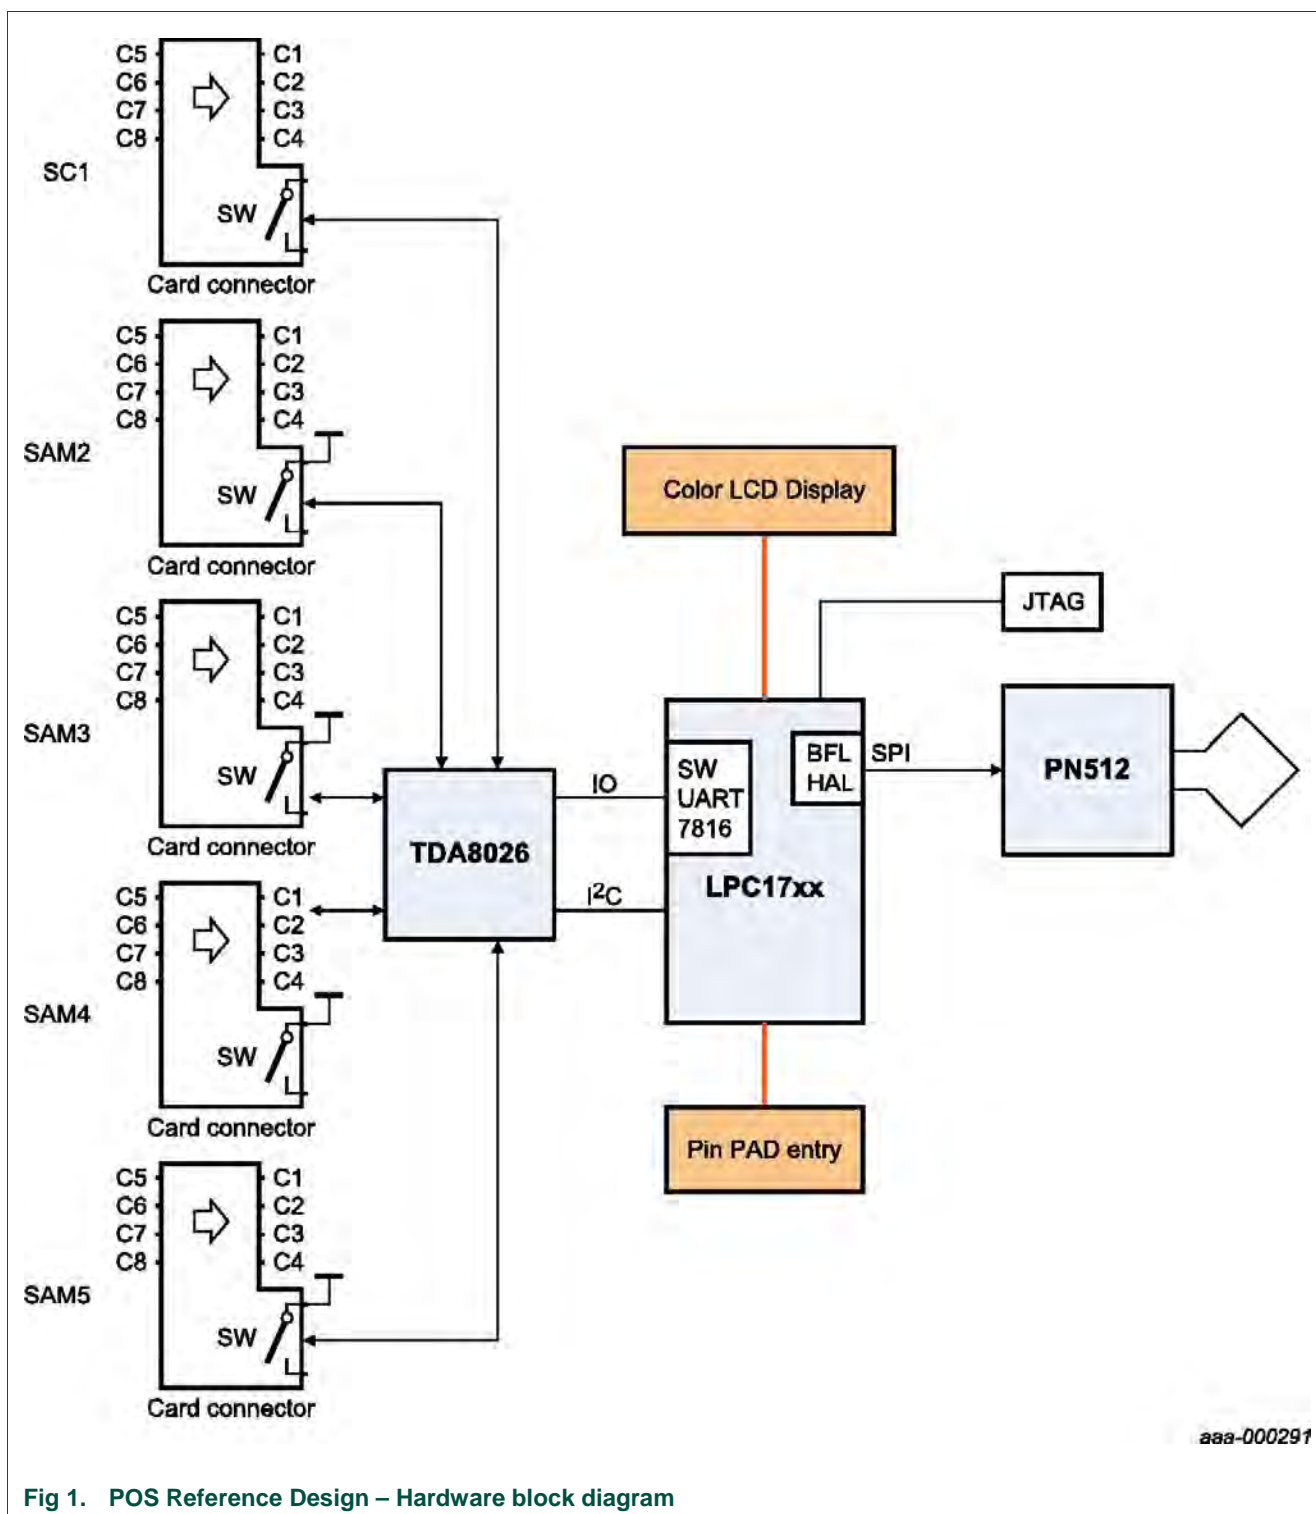 C5 C1
C6 C2
C7 C3
C8 C4
SC1
SW
Card connector
C5 C1
C6 C2
C7 C3
C8 C4
SAM2
SW
Card connector
C5 C1
C6 C2
C7 C3
C8 C4
SAM3
SW
Card connector
C5 C1
C6 C2
C7 C3
C8 C4
SAM4
SW
Card connector
C5 C1
C6 C2
C7 C3
C8 C4
SAM5
SW
Card connector
TDA8026
IO
I²C
Color LCD Display
SW
UART
7816
BFL
HAL
LPC17xx
SPI
JTAG
PN512
Pin PAD entry
aaa-000291
Fig 1. POS Reference Design – Hardware block diagram